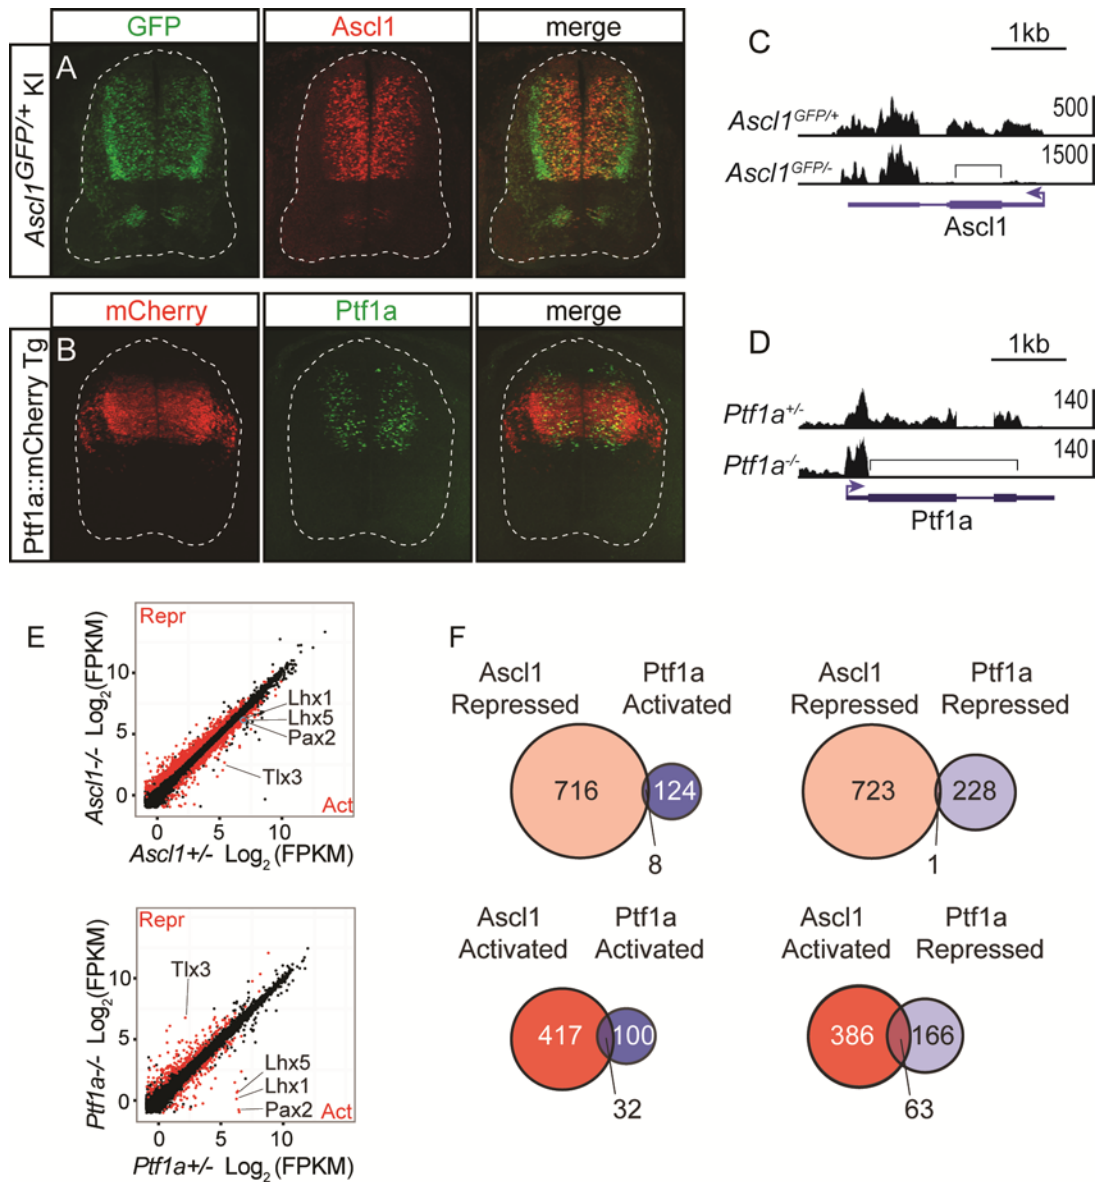 GFP
Ascl1
merge
Ascl1GFP/+ KI
A
mCherry
Ptf1a
merge
Ptf1a::mCherry Tg
B
C
1kb
Ascl1GFP/+
500
Ascl1GFP/-
1500
Ascl1
D
1kb
Ptf1a+/-
140
Ptf1a-/-
140
Ptf1a
E
Repr
Ascl1-/- Log2(FPKM)
10
5
0
Lhx1
Lhx5
Pax2
Tlx3
Act
0 5 10
Ascl1+/- Log2(FPKM)
Repr
Ptf1a-/- Log2(FPKM)
Tlx3
10
5
0
Lhx5
Lhx1
Pax2
Act
0 5 10
Ptf1a+/- Log2(FPKM)
F
Ascl1 Ptf1a
Repressed Activated
716 124
8
Ascl1 Ptf1a
Repressed Repressed
723 228
1
Ascl1 Ptf1a
Activated Activated
417 100
32
Ascl1 Ptf1a
Activated Repressed
386 166
63